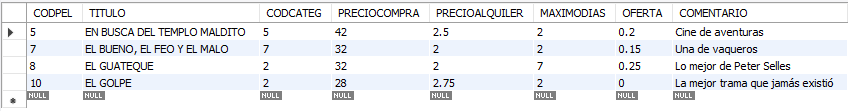 CODPEL TITULO CODCATEG PRECIOCOMPRA PRECIOALQUILER MAXIMODIAS OFERTA COMENTARIO
5 EN BUSCA DEL TEMPLO MALDITO 5 42 2.5 5 0.2 Cine de aventuras
7 EL BUENO, EL FEO Y EL MALO 7 32 2 2 0.15 Una de vaqueros
8 EL GUATEQUE 2 32 2 7 0.25 Lo mejor de Peter Selles
10 EL GOLPE 2 28 2.75 2 0 La mejor trama que jamás existió
NULL NULL NULL NULL NULL NULL NULL NULL